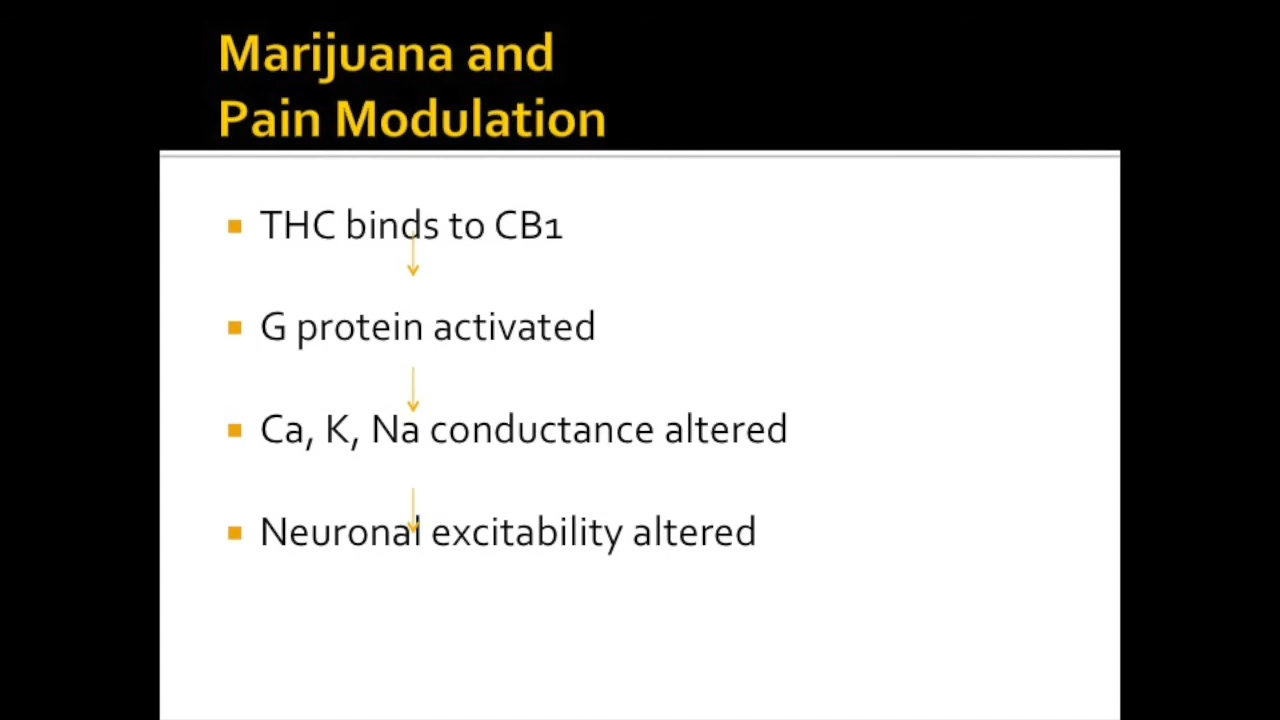 Marijuana and
Pain Modulation
THC binds to CB1
G protein activated
Ca, K, Na conductance altered
Neuronal excitability altered